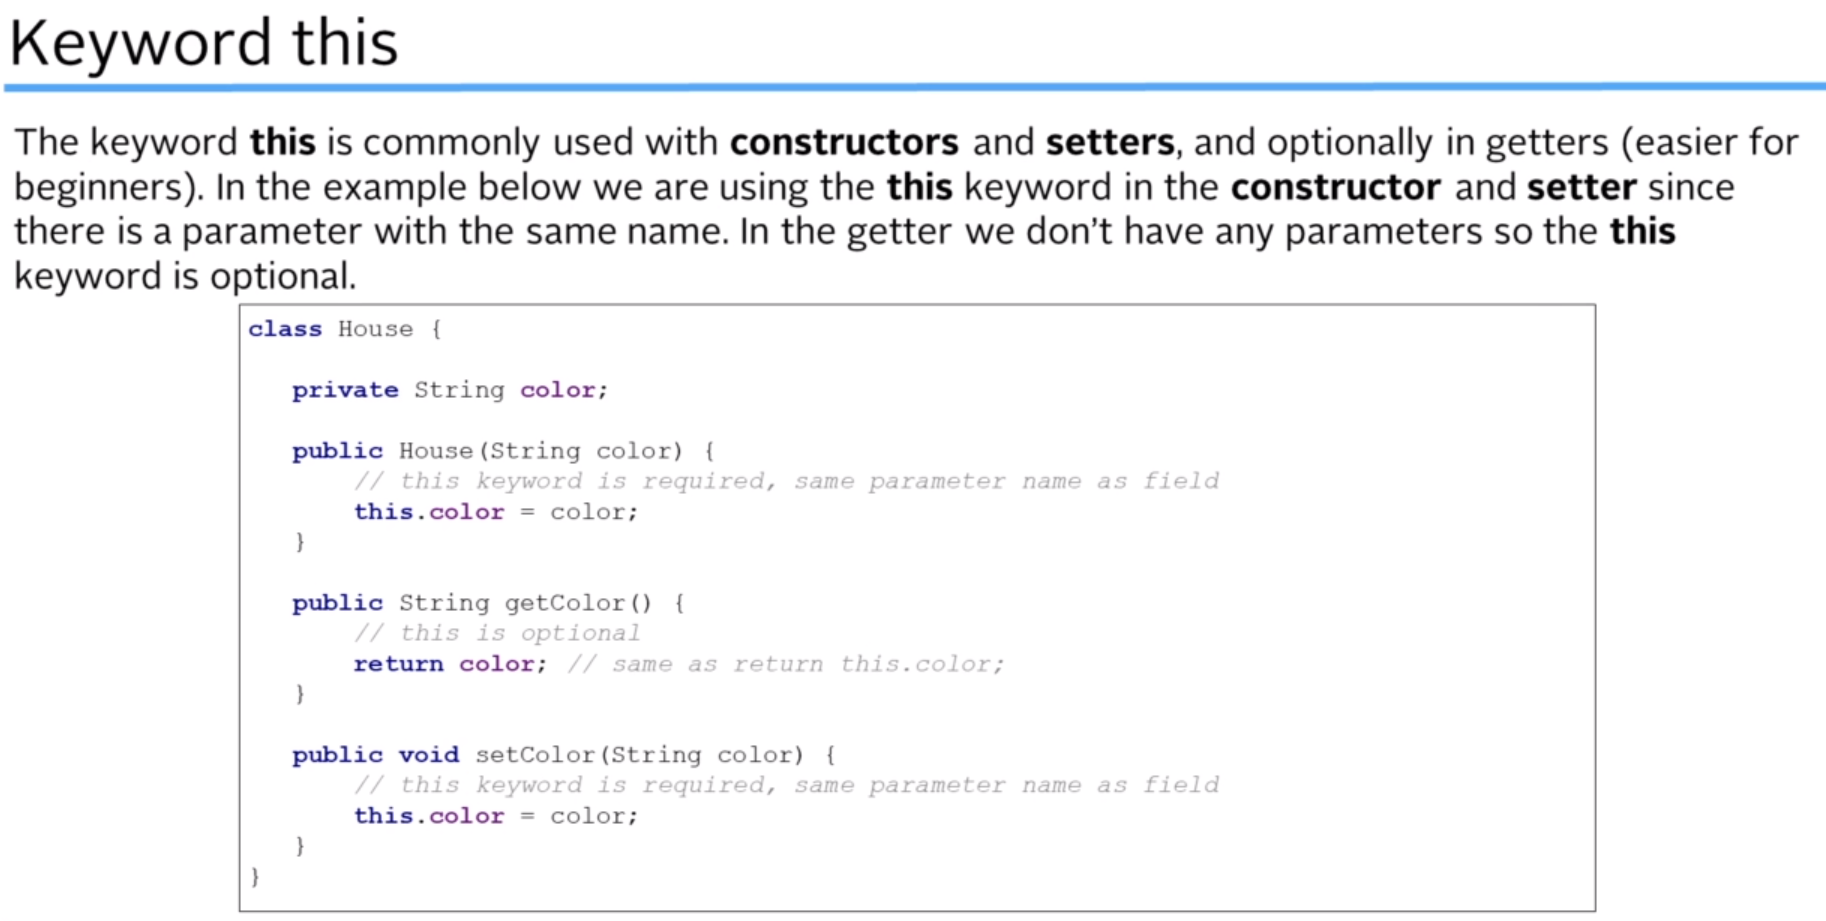 Keyword this
The keyword this is commonly used with constructors and setters, and optionally in getters (easier for
beginners). In the example below we are using the this keyword in the constructor and setter since
there is a parameter with the same name. In the getter we don't have any parameters so the this
keyword is optional.
class House {
private String color;
public House(String color) {
// this keyword is required, same parameter name as field
this.color = color;
}
public String getColor() {
// this is optional
return color; // same as return this.color;
}
public void setColor(String color) {
// this keyword is required, same parameter name as field
this.color = color;
}
}